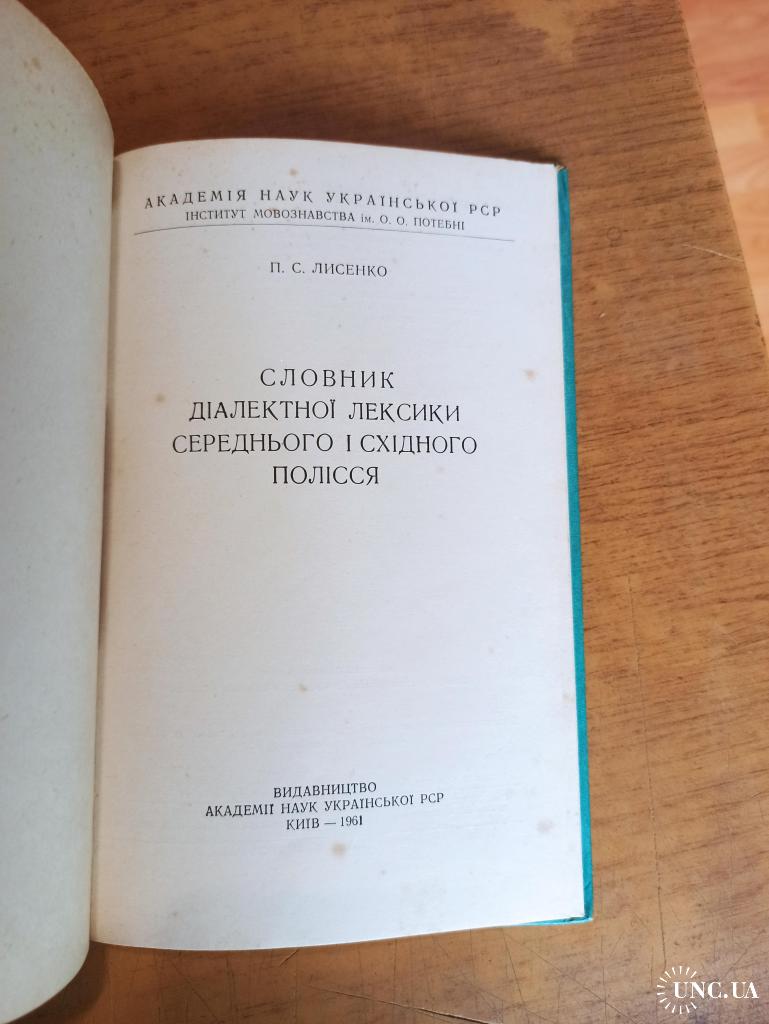 АКАДЕМІЯ НАУК УКРАЇНСЬКОЇ РСР
ІНСТИТУТ МОВОЗНАВСТВА ім. О. О. ПОТЕБНІ
П. С. ЛИСЕНКО
СЛОВНИК
ДІАЛЕКТНОЇ ЛЕКСИКИ
СЕРЕДНЬОГО І СХІДНОГО
ПОЛІССЯ
ВИДАВНИЦТВО
АКАДЕМІЇ НАУК УКРАЇНСЬКОЇ РСР
КИЇВ — 1961
UNC.UA